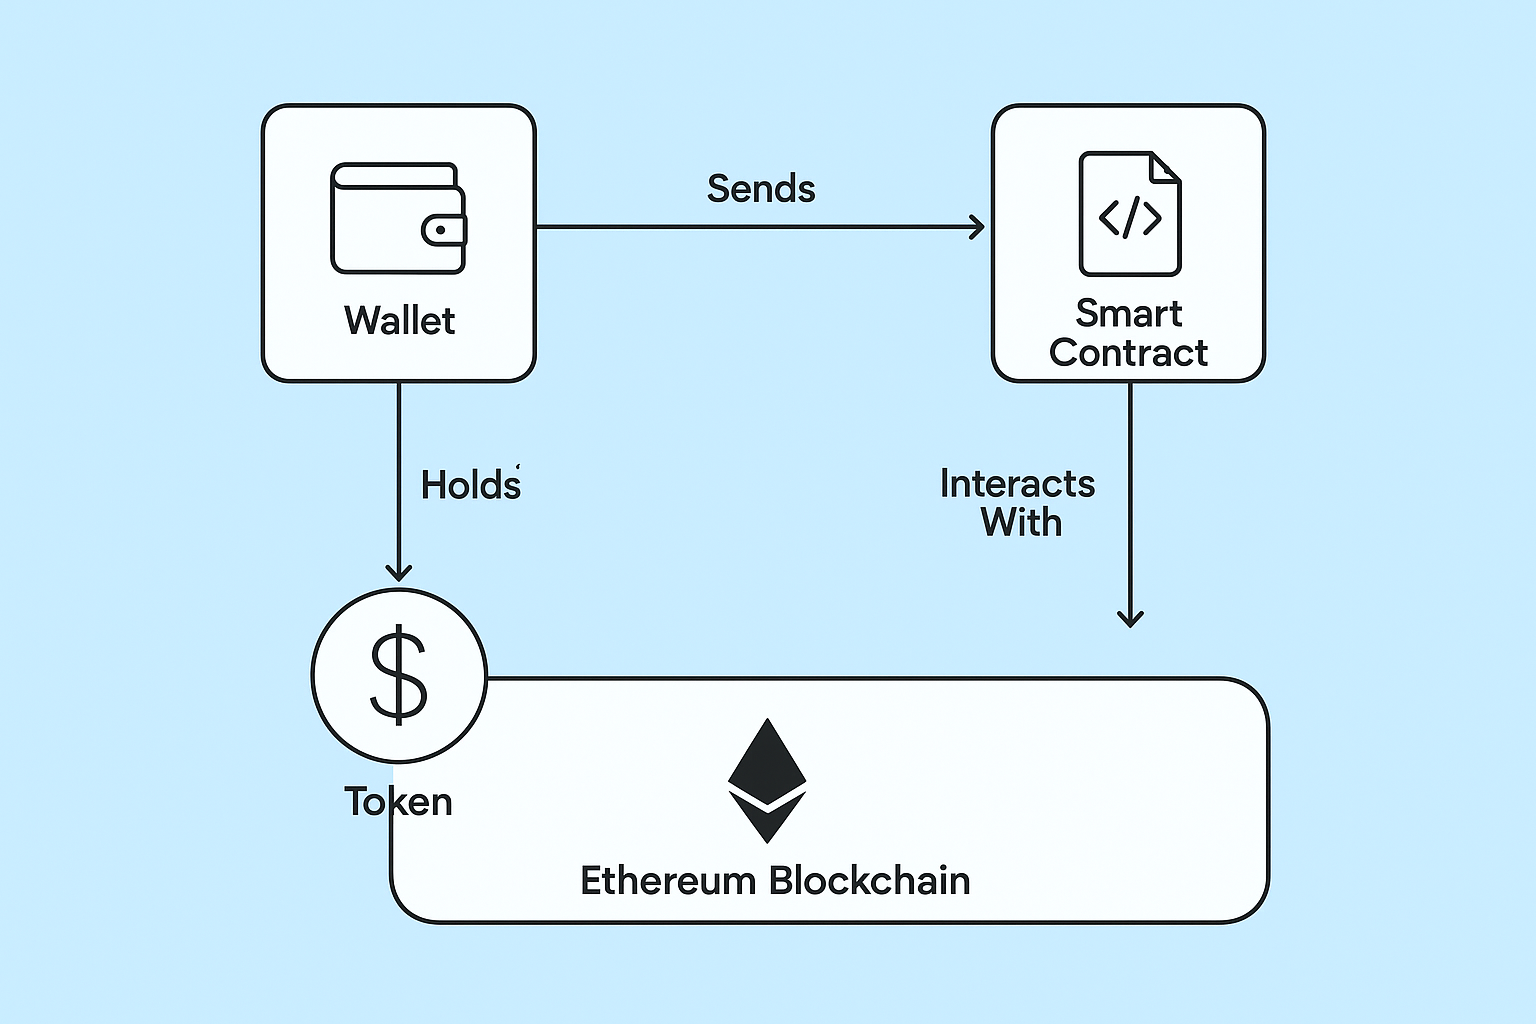 Sends
Wallet
Smart
Contract
Holds
Interacts
With
$
Token
Ethereum Blockchain